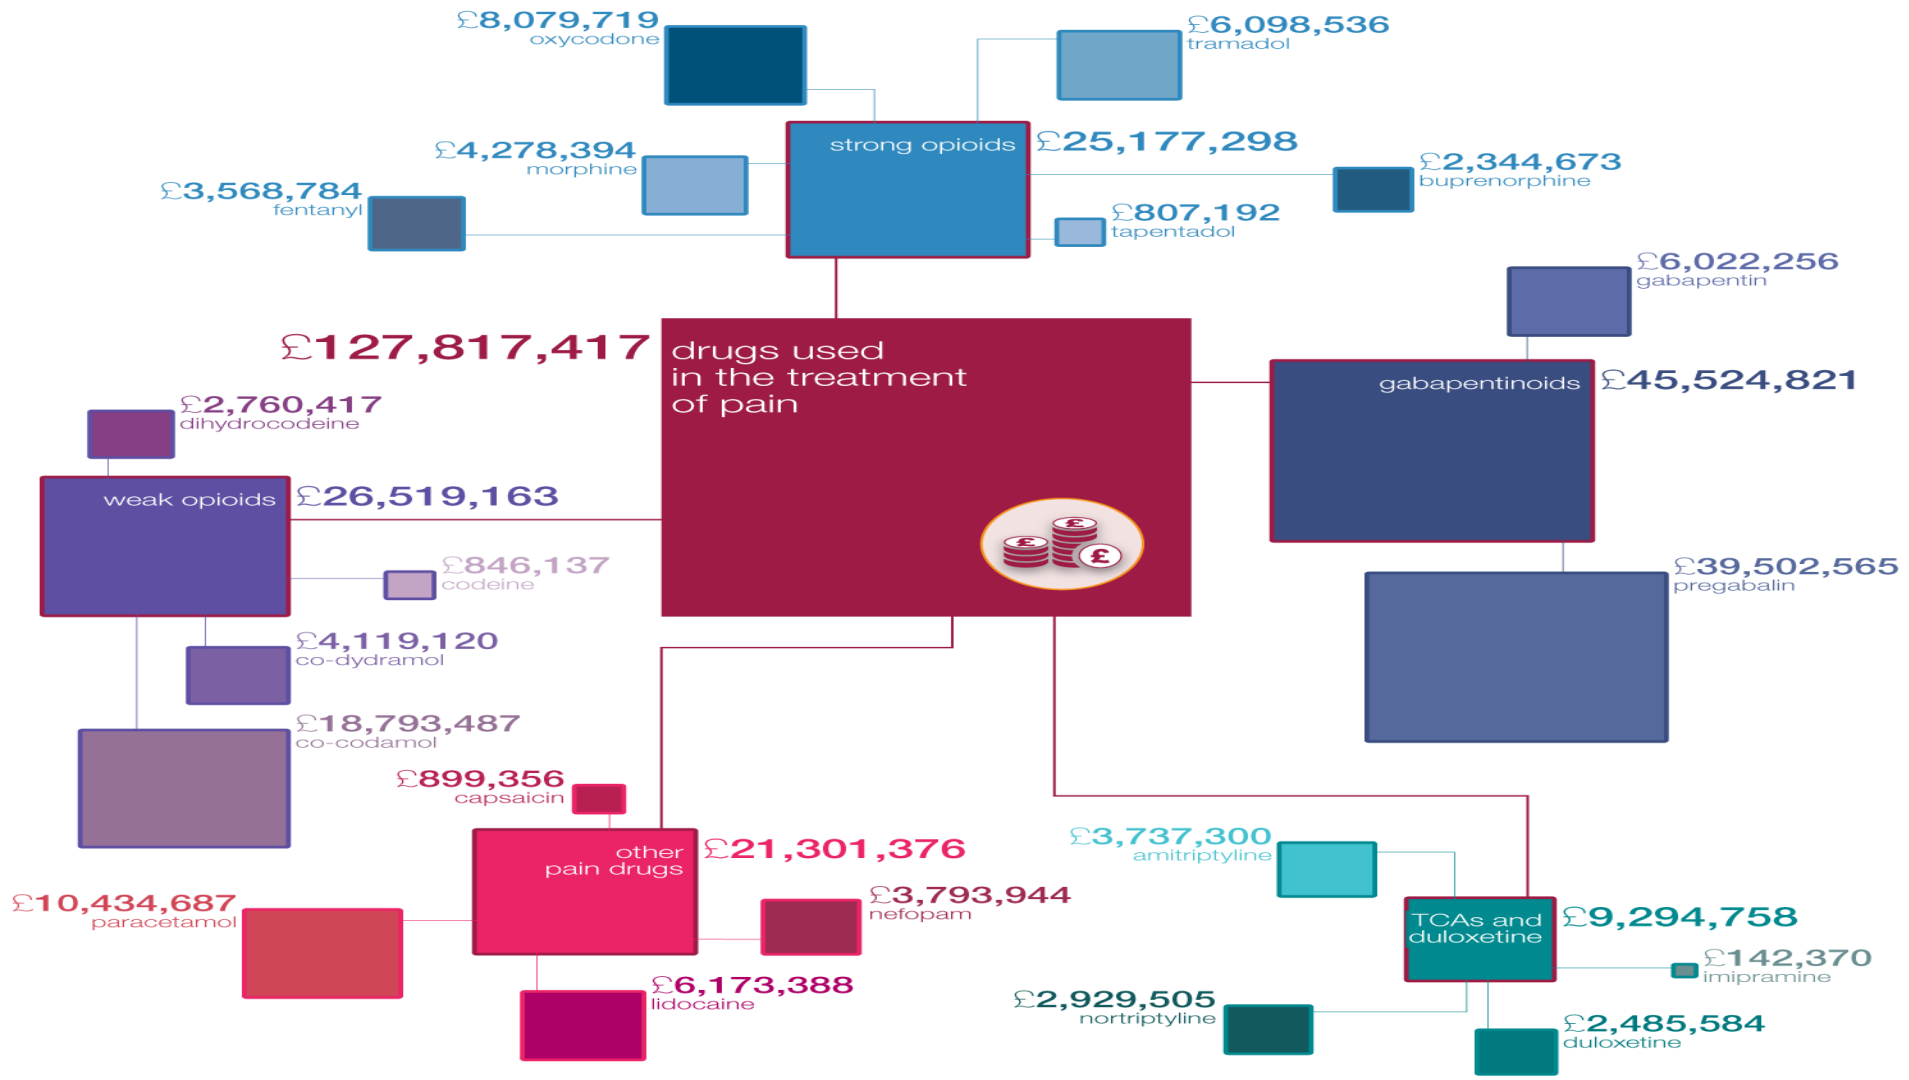 £8,079,719
oxycodone
£6,098,536
tramadol
strong opioids
£25,177,298
£4,278,394
morphine
£2,344,673
buprenorphine
£3,568,784
fentanyl
£807,192
tapentadol
£6,022,256
gabapentin
£127,817,417
drugs used
in the treatment
of pain
gabapentinoids
£45,524,821
£2,760,417
dihydrocodeine
weak opioids
£26,519,163
£846,137
codeine
£39,502,565
pregabalin
£4,119,120
co-dydramol
£18,793,487
co-codamol
£899,356
capsaicin
other
pain drugs
£21,301,376
£3,737,300
amitriptyline
£10,434,687
paracetamol
£3,793,944
nefopam
TCAs and
duloxetine
£9,294,758
£142,370
imipramine
£6,173,388
lidocaine
£2,929,505
nortriptyline
£2,485,584
duloxetine
£
£
£